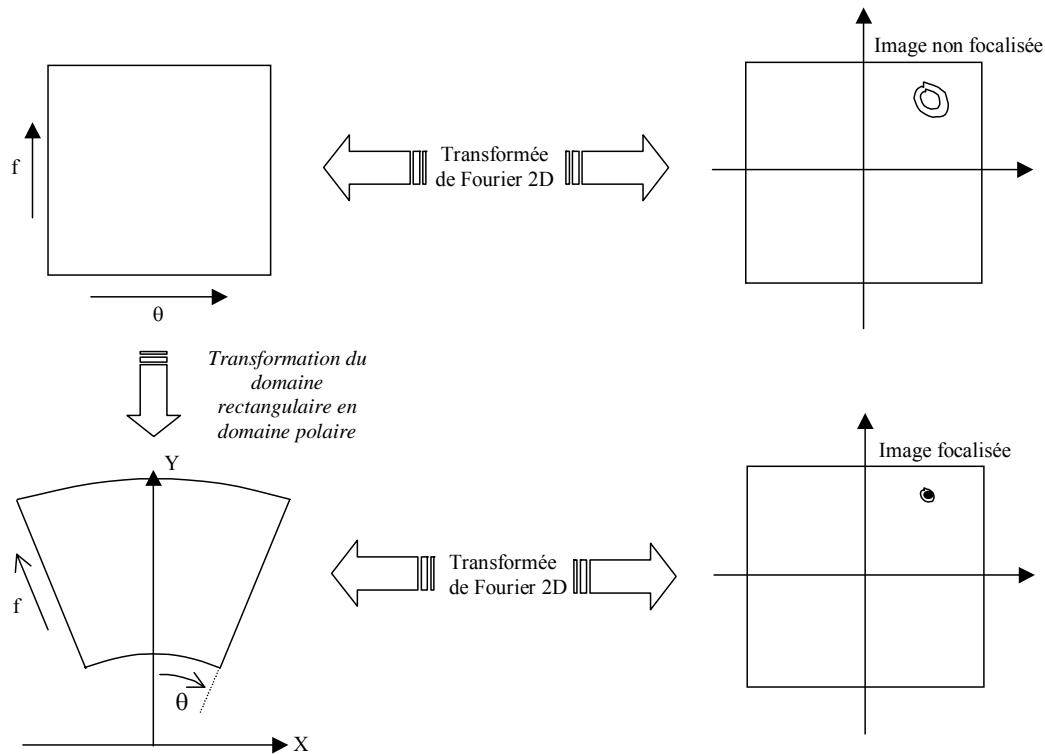 Image non focalisée
f
Transformée
de Fourier 2D
θ
Transformation du
domaine
rectangulaire en
domaine polaire
Y
Image focalisée
f
Transformée
de Fourier 2D
θ
X